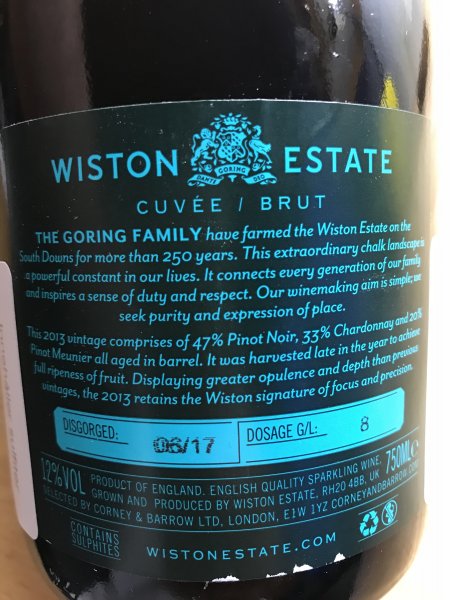 WISTON ESTATE
GORING
DANTE DEO
CUVÉE / BRUT
THE GORING FAMILY have farmed the Wiston Estate on the
South Downs for more than 250 years. This extraordinary chalk landscape is
a powerful constant in our lives. It connects every generation of our family
and inspires a sense of duty and respect. Our winemaking aim is simple; we
seek purity and expression of place.
This 2013 vintage comprises of 47% Pinot Noir, 33% Chardonnay and 20%
Pinot Meunier all aged in barrel. It was harvested late in the year to achieve
full ripeness of fruit. Displaying greater opulence and depth than previous
vintages, the 2013 retains the Wiston signature of focus and precision.
DISGORGED: 06/17 DOSAGE G/L: 8
12%VOL
PRODUCT OF ENGLAND. ENGLISH QUALITY SPARKLING WINE.
GROWN AND PRODUCED BY WISTON ESTATE, RH20 4BB, UK
SELECTED BY CORNEY & BARROW LTD, LONDON, E1W 1YZ CORNEYANDBARROW.COM
750ML e
CONTAINS
SULPHITES
WISTONESTATE.COM